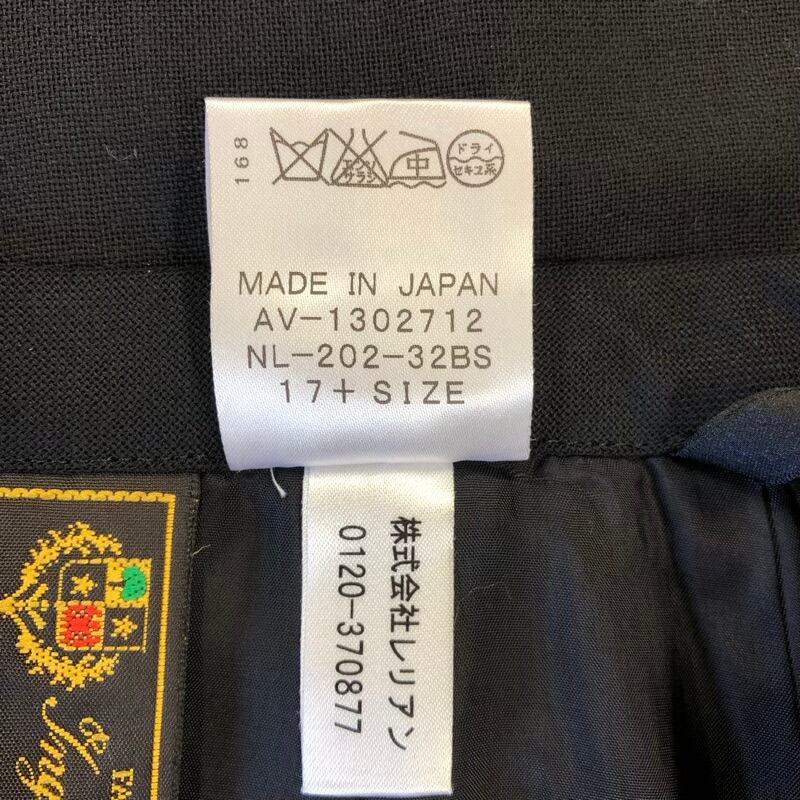 168
エンソ
サラシ
中
ドライ
セキユ系
MADE IN JAPAN
AV-1302712
NL-202-32BS
17+ SIZE
株式会社レリアン
0120-370877